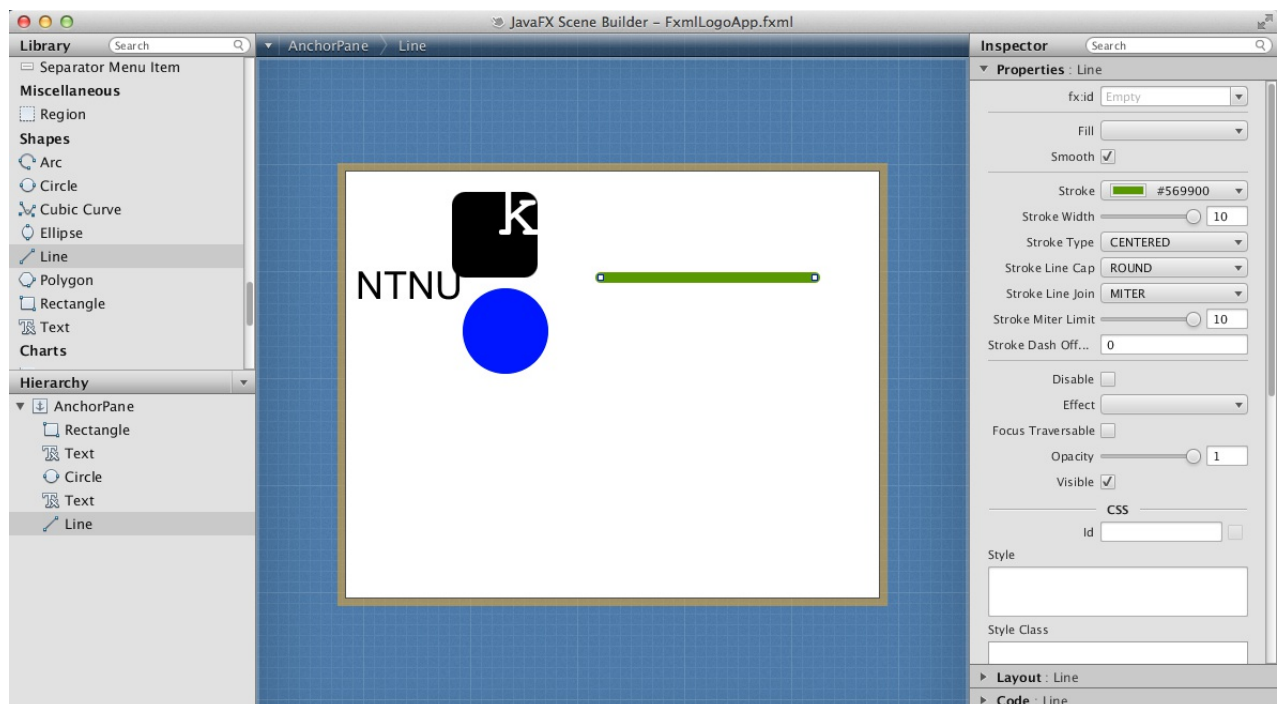 JavaFX Scene Builder – FxmlLogoApp.fxml
Library
Search
Separator Menu Item
Miscellaneous
Region
Shapes
Arc
Circle
Cubic Curve
Ellipse
Line
Polygon
Rectangle
Text
Charts
Hierarchy
AnchorPane
Rectangle
Text
Circle
Text
Line
AnchorPane
Line
k
NTNU
Inspector
Search
Properties : Line
fx:id Empty
Fill
Smooth
Stroke #569900
Stroke Width 10
Stroke Type CENTERED
Stroke Line Cap ROUND
Stroke Line Join MITER
Stroke Miter Limit 10
Stroke Dash Off... 0
Disable
Effect
Focus Traversable
Opacity 1
Visible
CSS
Id
Style
Style Class
Layout : Line
Code : Line